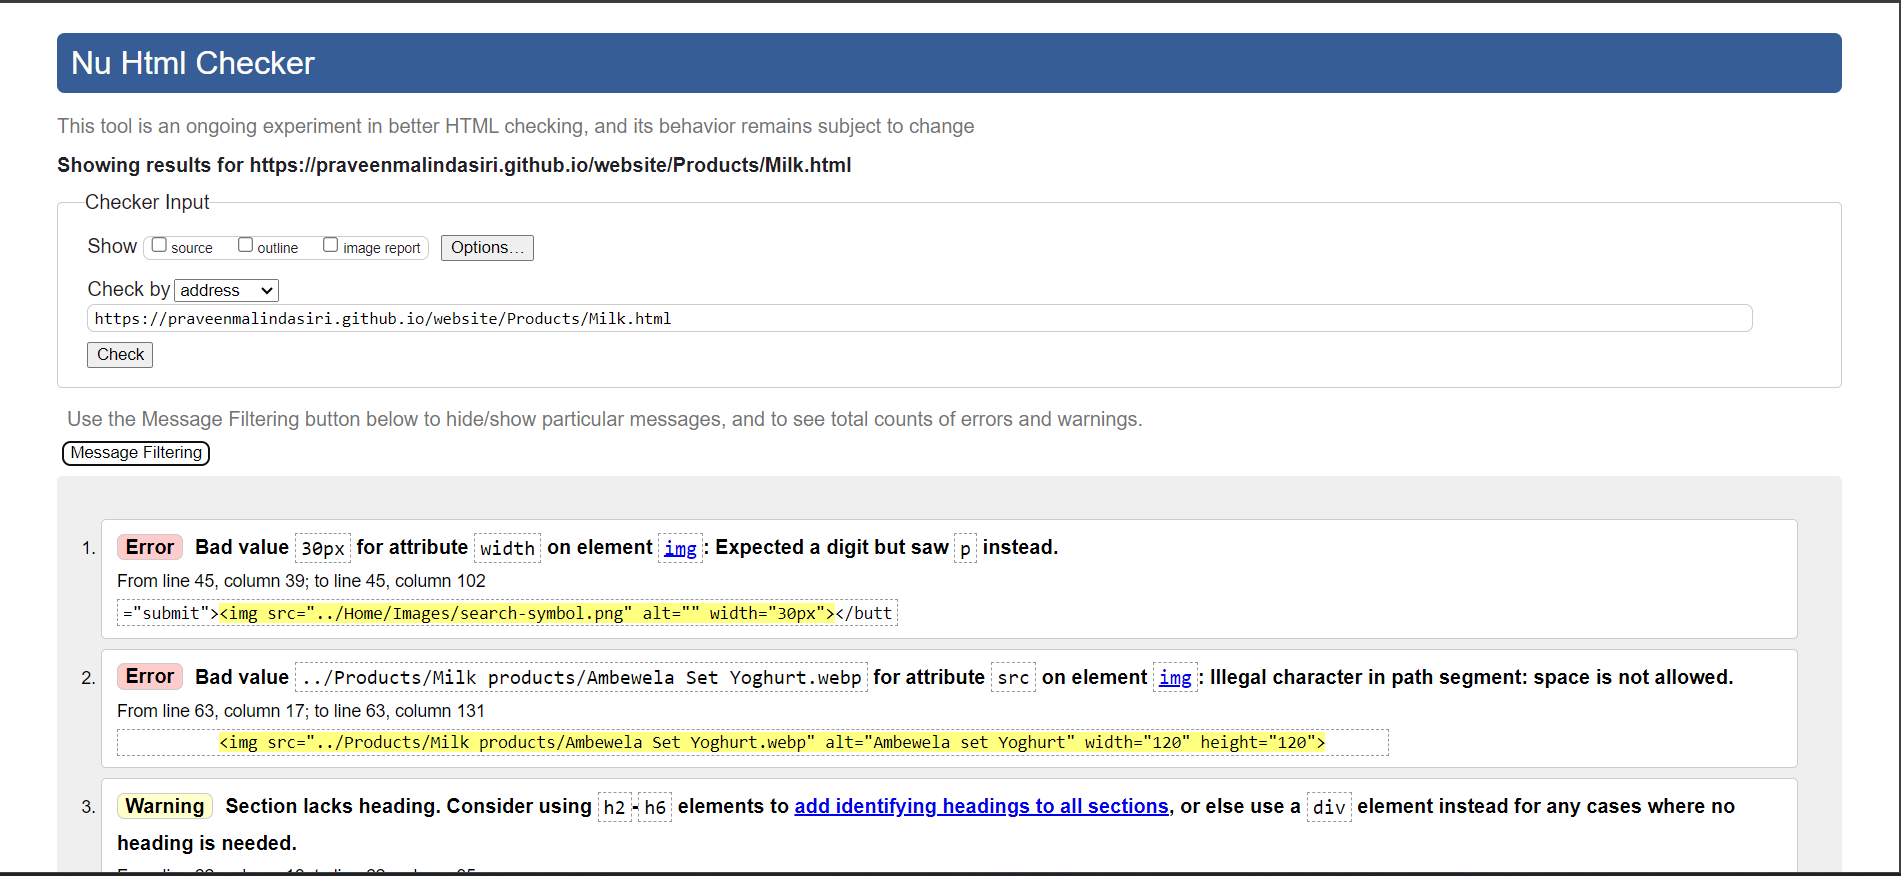 Nu Html Checker
This tool is an ongoing experiment in better HTML checking, and its behavior remains subject to change
Showing results for https://praveenmalindasiri.github.io/website/Products/Milk.html
Checker Input
Show source outline image report Options...
Check by address
https://praveenmalindasiri.github.io/website/Products/Milk.html
Check
Use the Message Filtering button below to hide/show particular messages, and to see total counts of errors and warnings.
Message Filtering
1. Error Bad value 30px for attribute width on element img: Expected a digit but saw p instead.
From line 45, column 39; to line 45, column 102
="submit"><img src="../Home/Images/search-symbol.png" alt="" width="30px"></butt
2. Error Bad value ../Products/Milk products/Ambewela Set Yoghurt.webp for attribute src on element img: Illegal character in path segment: space is not allowed.
From line 63, column 17; to line 63, column 131
<img src="../Products/Milk products/Ambewela Set Yoghurt.webp" alt="Ambewela set Yoghurt" width="120" height="120">
3. Warning Section lacks heading. Consider using h2-h6 elements to add identifying headings to all sections, or else use a div element instead for any cases where no
heading is needed.